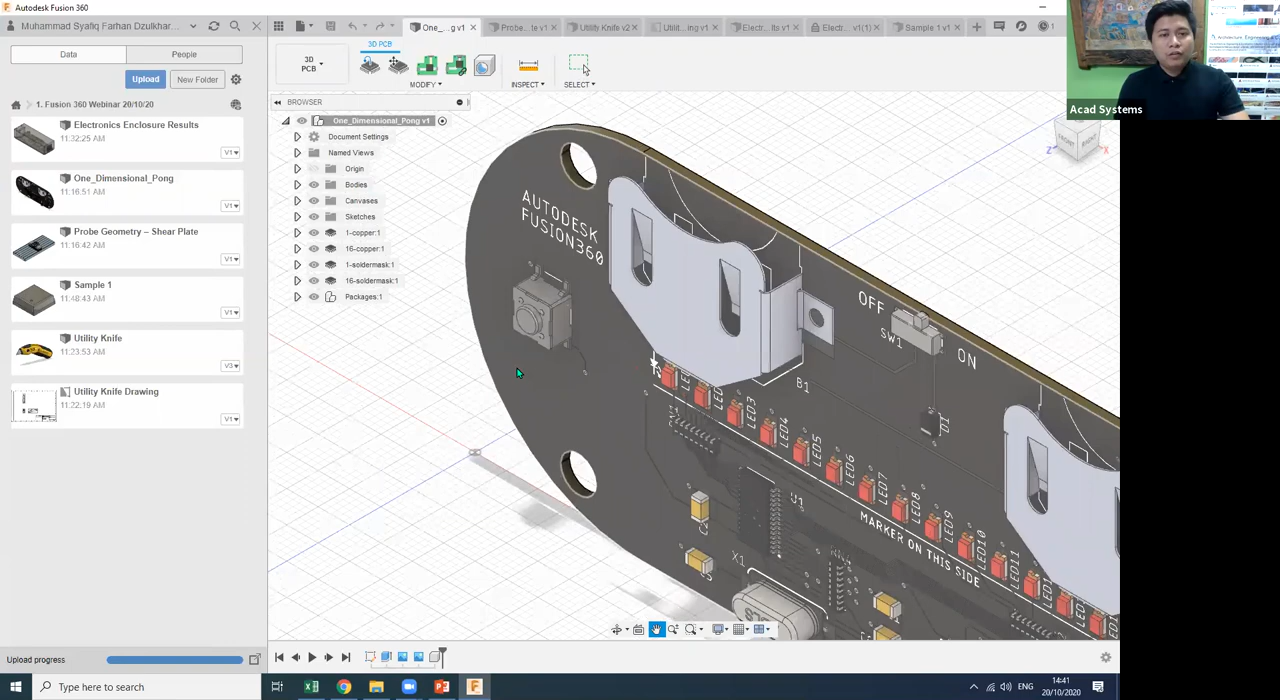 Autodesk Fusion 360
Muhammad Syafiq Farhan Dzulkhar...
Data
People
Upload
New Folder
1. Fusion 360 Webinar 20/10/20
Electronics Enclosure Results
11:32:25 AM
V1
One_Dimensional_Pong
11:16:51 AM
V1
Probe Geometry – Shear Plate
11:16:42 AM
V1
Sample 1
11:48:43 AM
V1
Utility Knife
11:23:53 AM
V3
Utility Knife Drawing
11:22:19 AM
V1
Upload progress
One_...g v1
Probe...te v1
Utility Knife v2
Utilit...ing v1
Electr...lts v1
Electr... v1(1)
Sample 1 v1
1
3D PCB
3D
PCB
MODIFY
INSPECT
SELECT
BROWSER
One_Dimensional_Pong v1
Document Settings
Named Views
Origin
Bodies
Canvases
Sketches
1-copper:1
16-copper:1
1-soldermask:1
16-soldermask:1
Packages:1
AUTODESK
FUSION360
OFF
SW1
ON
B1
D1
LED3
LED4
LED5
LED6
LED7
LED8
LED9
LED10
LED11
U1
X1
MARKER ON THIS SIDE
FRONT
RIGHT
Z
X
Acad Systems
Type here to search
ENG
14:41
20/10/2020